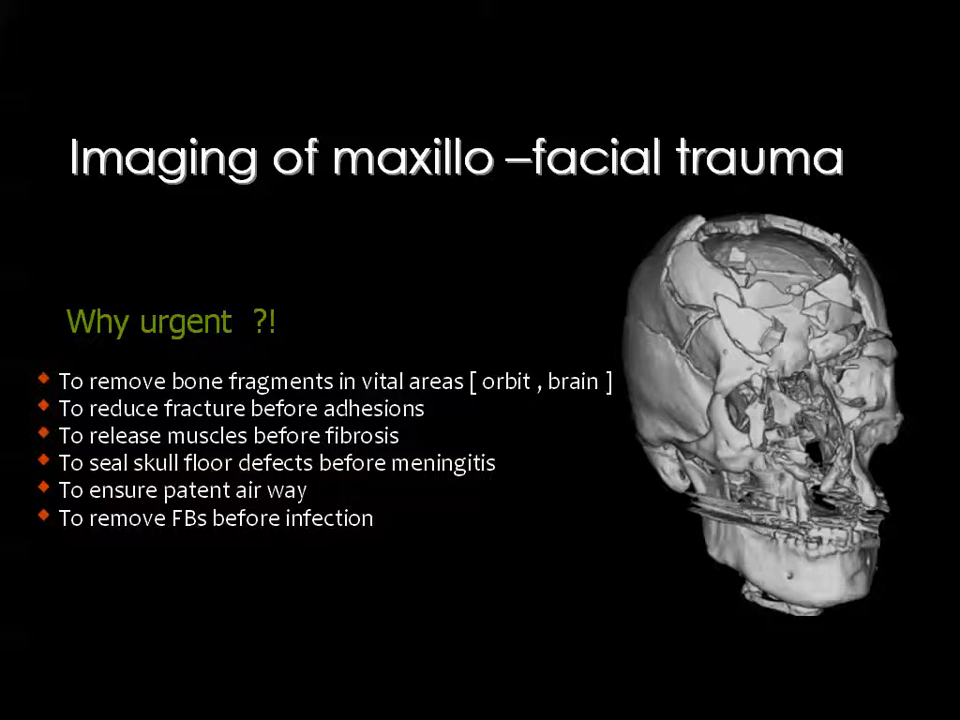 Imaging of maxillo –facial trauma
Why urgent ?!
To remove bone fragments in vital areas [ orbit , brain ]
To reduce fracture before adhesions
To release muscles before fibrosis
To seal skull floor defects before meningitis
To ensure patent air way
To remove FBs before infection